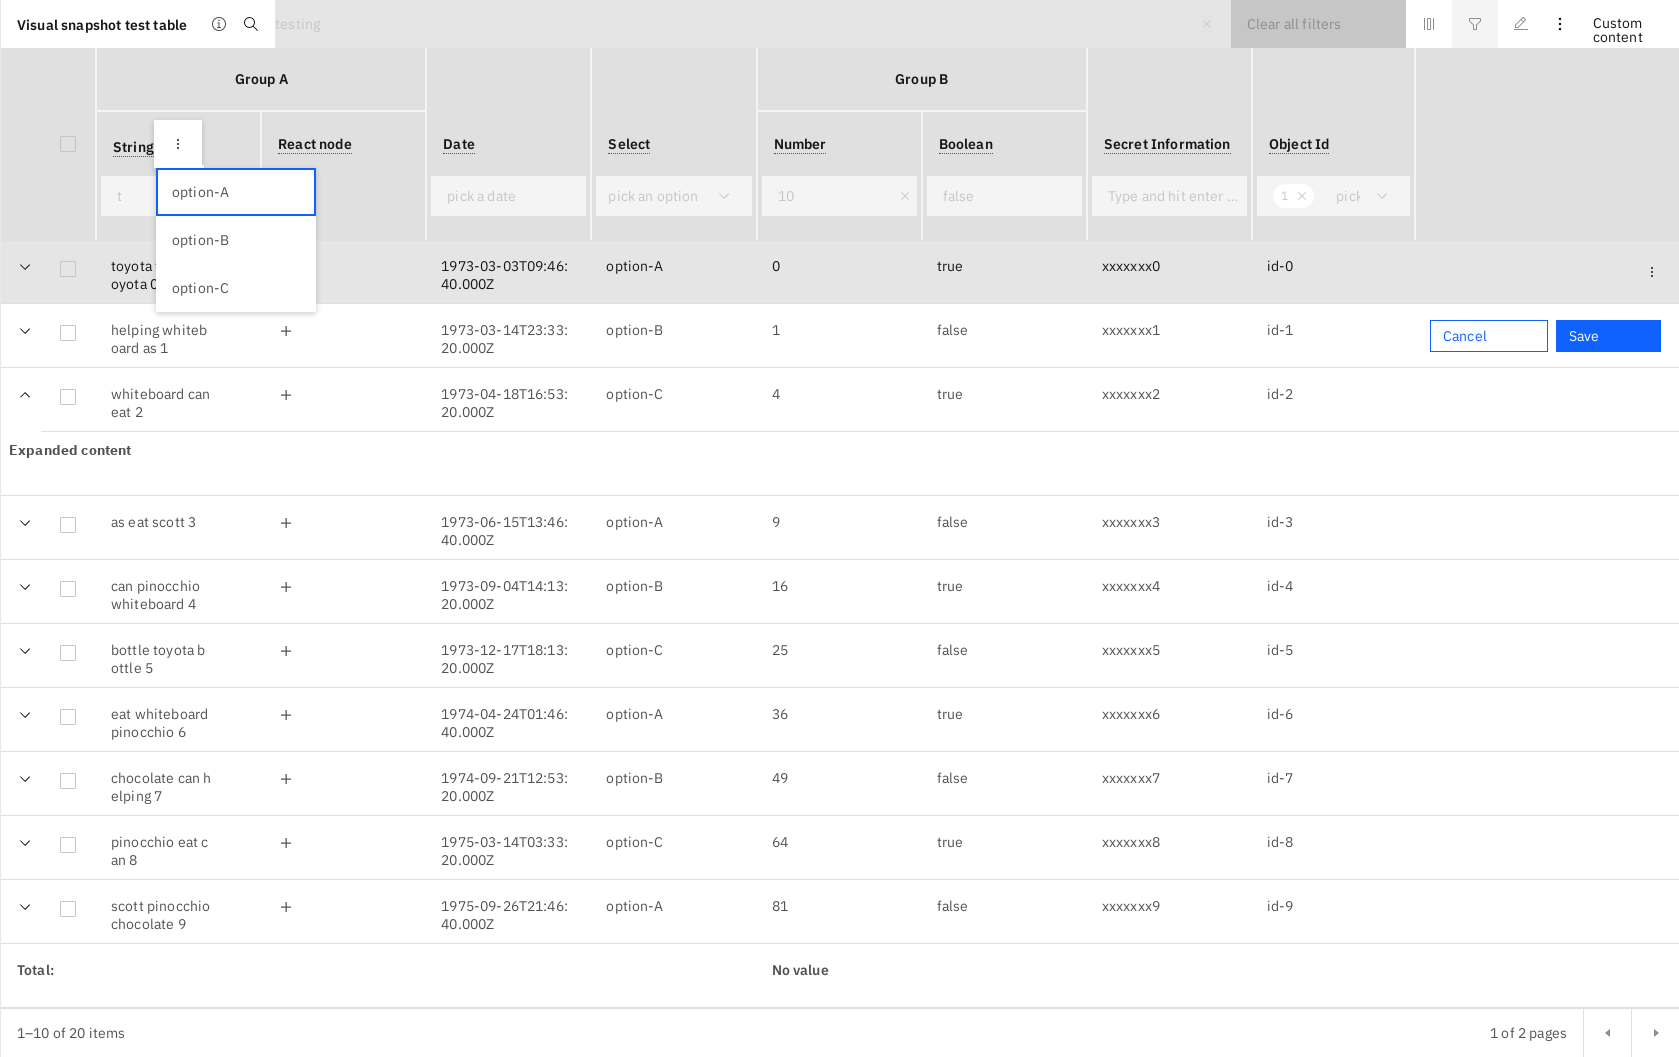 Visual snapshot test table
testing
Clear all filters
Custom
content
Group A
Group B
String
React node
Date
Select
Number
Boolean
Secret Information
Object Id
t
pick a date
pick an option
10
false
Type and hit enter ...
1
pick
option-A
option-B
option-C
toyota
oyota 0
1973-03-03T09:46:
40.000Z
option-A
0
true
xxxxxxx0
id-0
helping whiteb
oard as 1
1973-03-14T23:33:
20.000Z
option-B
1
false
xxxxxxx1
id-1
Cancel
Save
whiteboard can
eat 2
1973-04-18T16:53:
20.000Z
option-C
4
true
xxxxxxx2
id-2
Expanded content
as eat scott 3
1973-06-15T13:46:
40.000Z
option-A
9
false
xxxxxxx3
id-3
can pinocchio
whiteboard 4
1973-09-04T14:13:
20.000Z
option-B
16
true
xxxxxxx4
id-4
bottle toyota b
ottle 5
1973-12-17T18:13:
20.000Z
option-C
25
false
xxxxxxx5
id-5
eat whiteboard
pinocchio 6
1974-04-24T01:46:
40.000Z
option-A
36
true
xxxxxxx6
id-6
chocolate can h
elping 7
1974-09-21T12:53:
20.000Z
option-B
49
false
xxxxxxx7
id-7
pinocchio eat c
an 8
1975-03-14T03:33:
20.000Z
option-C
64
true
xxxxxxx8
id-8
scott pinocchio
chocolate 9
1975-09-26T21:46:
40.000Z
option-A
81
false
xxxxxxx9
id-9
Total:
No value
1–10 of 20 items
1 of 2 pages